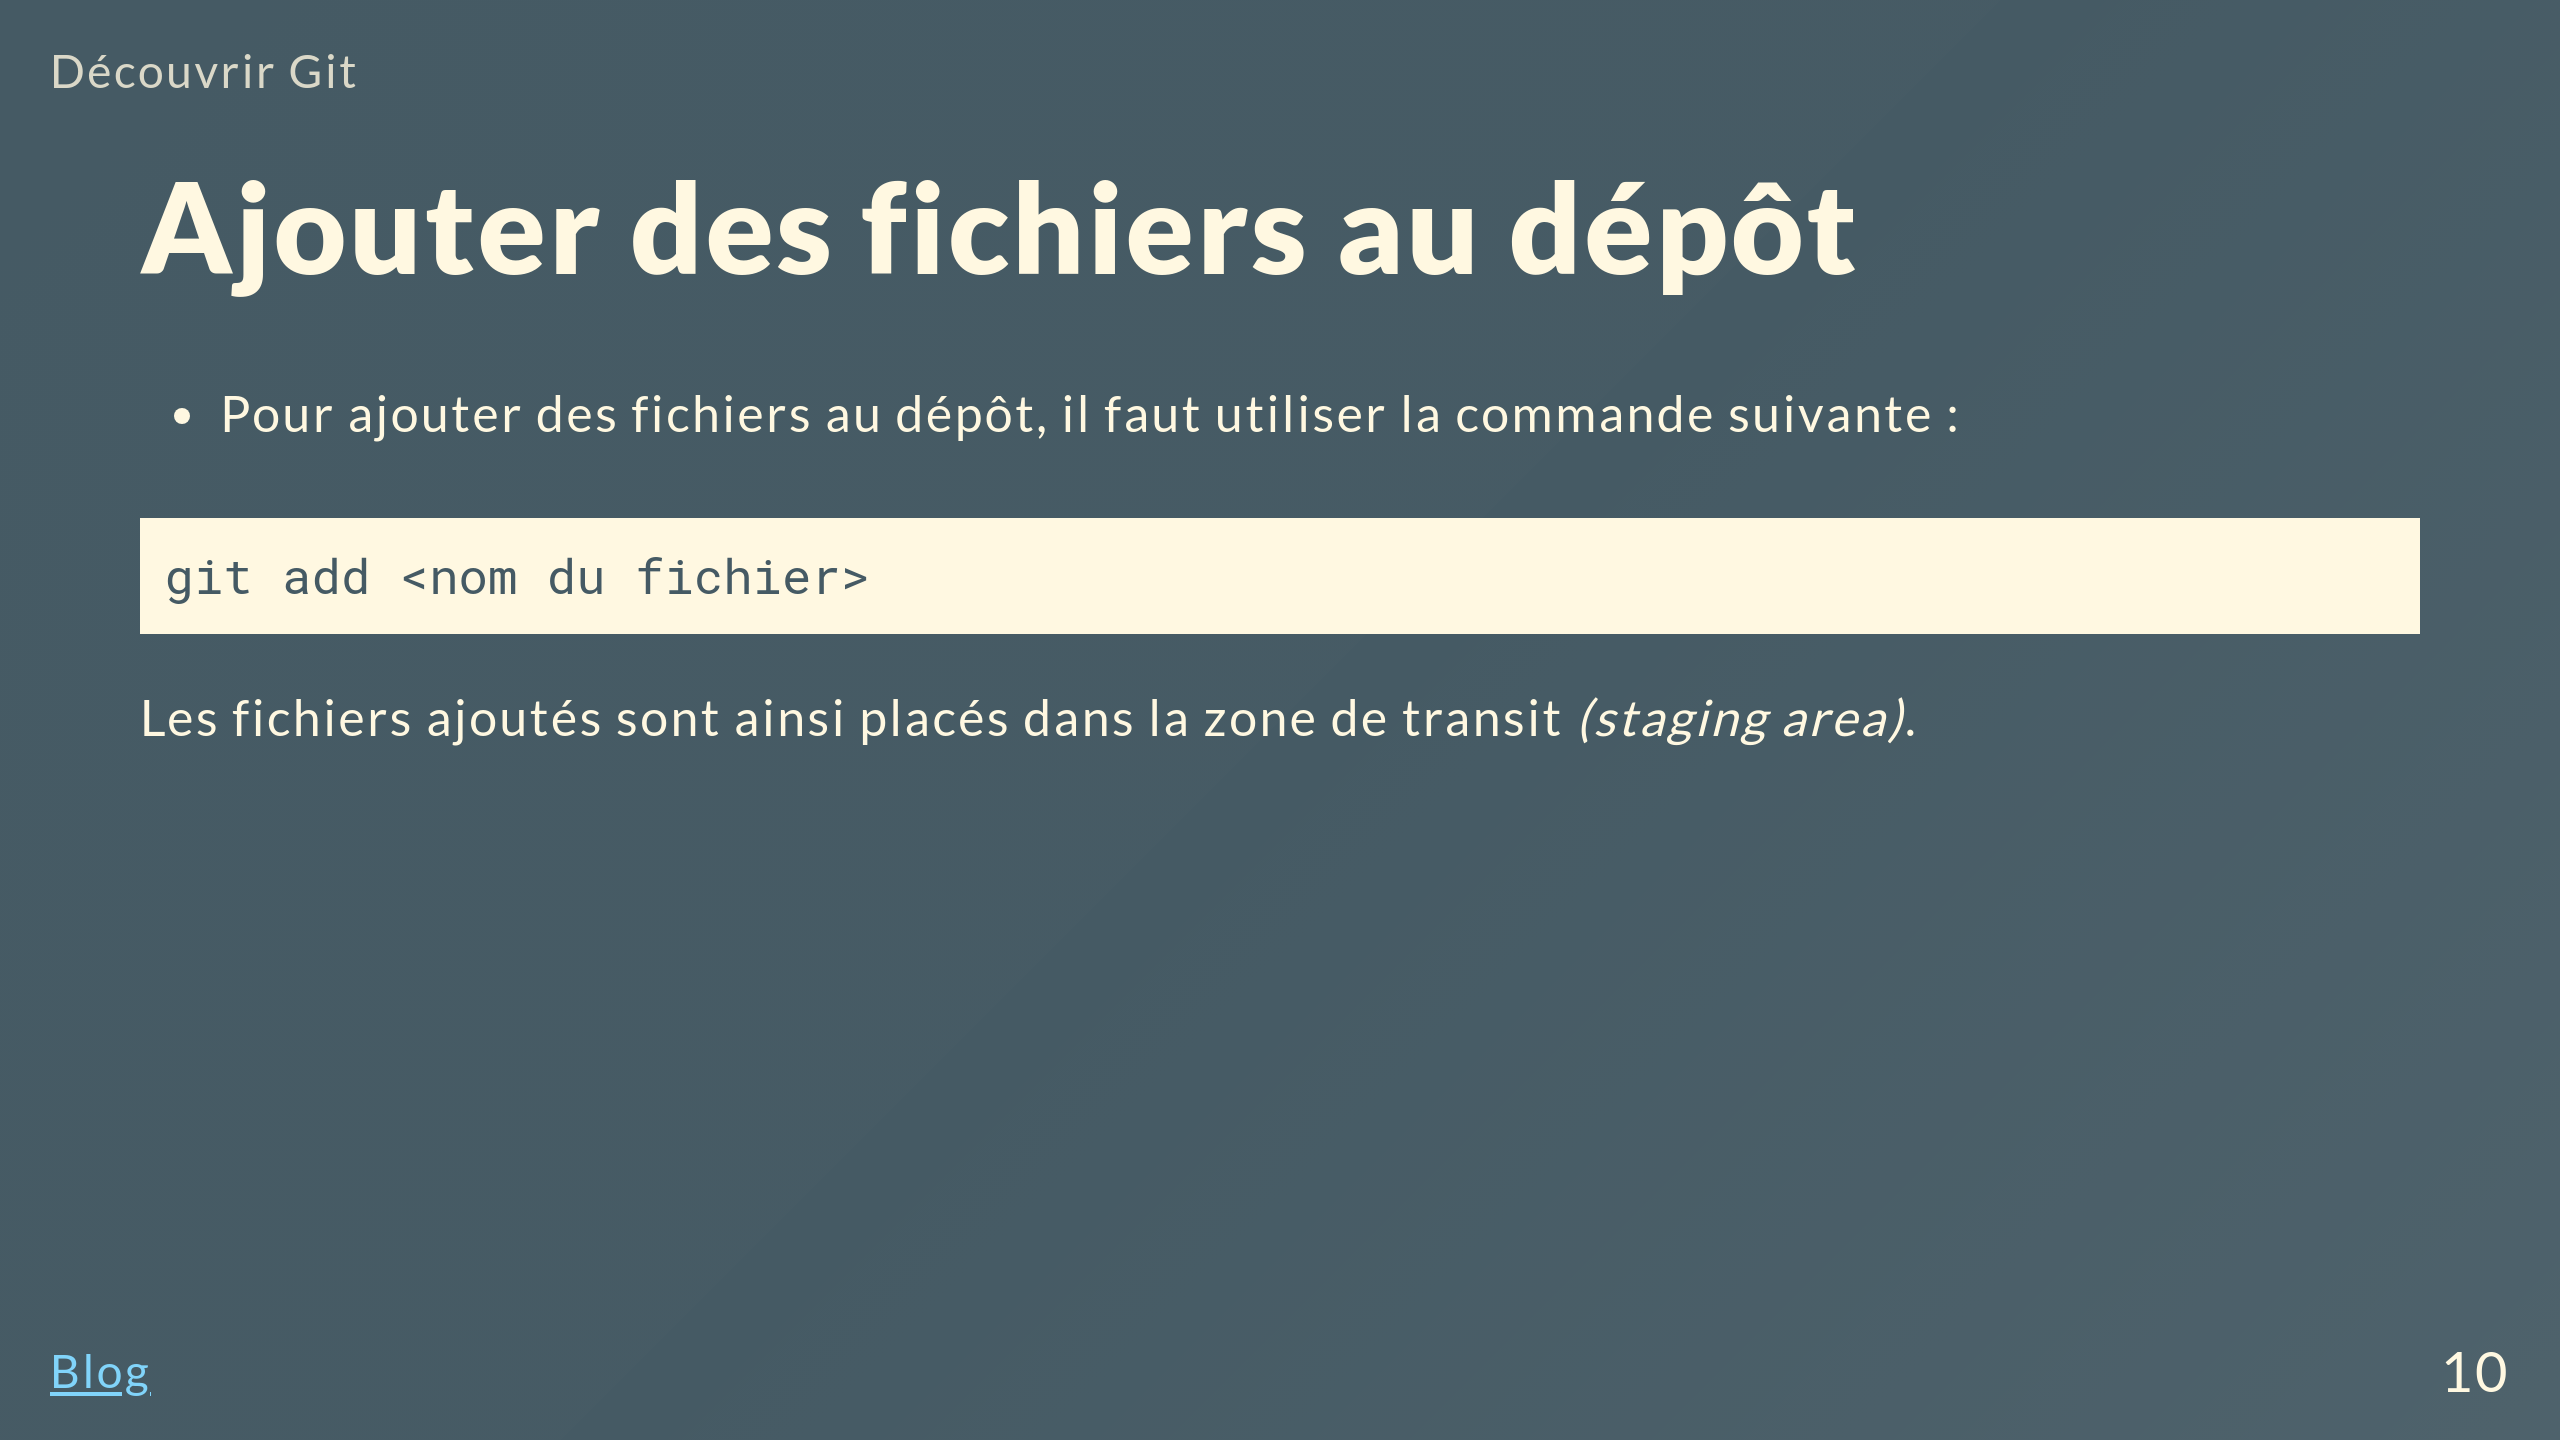 Découvrir Git
Ajouter des fichiers au dépôt
• Pour ajouter des fichiers au dépôt, il faut utiliser la commande suivante :
git add <nom du fichier>
Les fichiers ajoutés sont ainsi placés dans la zone de transit (staging area).
Blog
10